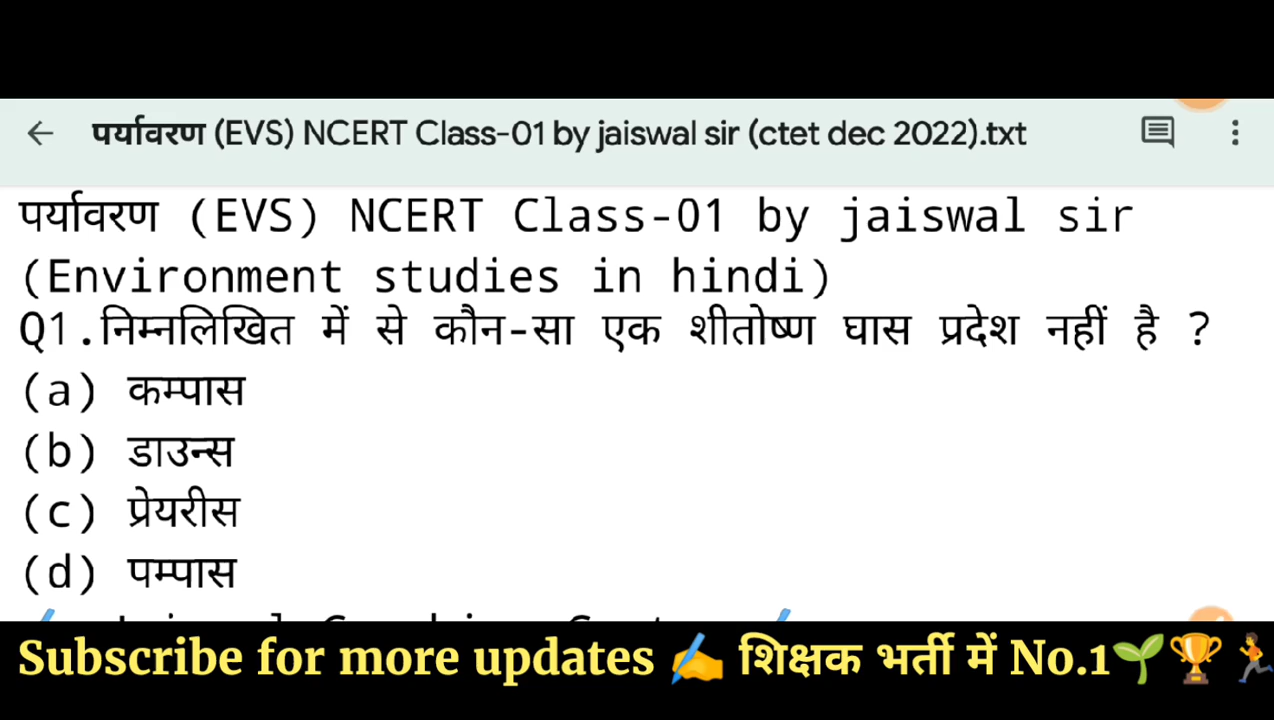 पर्यावरण (EVS) NCERT Class-01 by jaiswal sir (ctet dec 2022).txt
पर्यावरण (EVS) NCERT Class-01 by jaiswal sir
(Environment studies in hindi)
Q1.निम्नलिखित में से कौन-सा एक शीतोष्ण घास प्रदेश नहीं है ?
(a) कम्पास
(b) डाउन्स
(c) प्रेयरीस
(d) पम्पास
Subscribe for more updates ✍️ शिक्षक भर्ती में No.1🌱🏆🏃